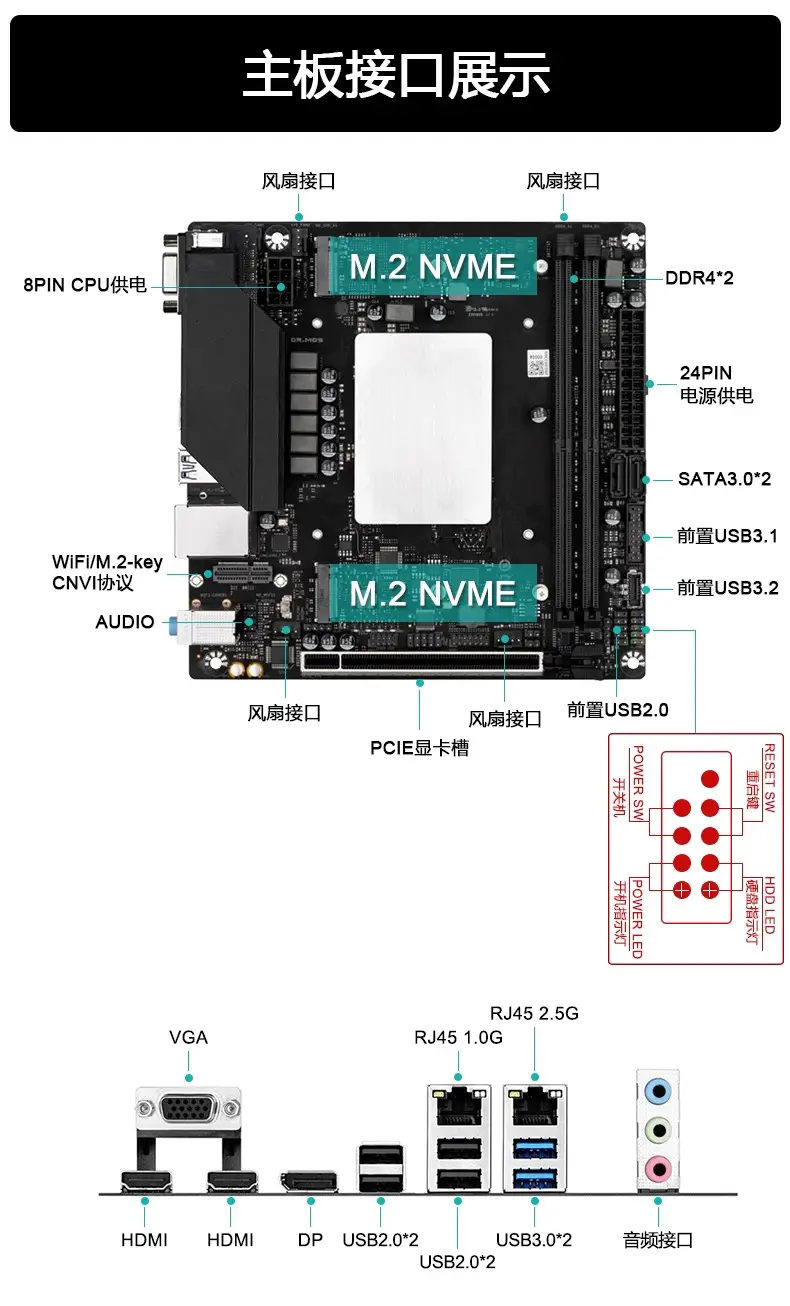 主板接口展示
风扇接口
风扇接口
M.2 NVME
8PIN CPU供电
DDR4*2
DR.MOS
24PIN
电源供电
SATA3.0*2
前置USB3.1
WiFi/M.2-key
CNVI协议
前置USB3.2
M.2 NVME
AUDIO
风扇接口
风扇接口
前置USB2.0
PCIE显卡槽
POWER SW
开关机
RESET SW
重启键
POWER LED
开机指示灯
HDD LED
硬盘指示灯
RJ45 2.5G
VGA
RJ45 1.0G
HDMI
HDMI
DP
USB2.0*2
USB2.0*2
USB3.0*2
音频接口